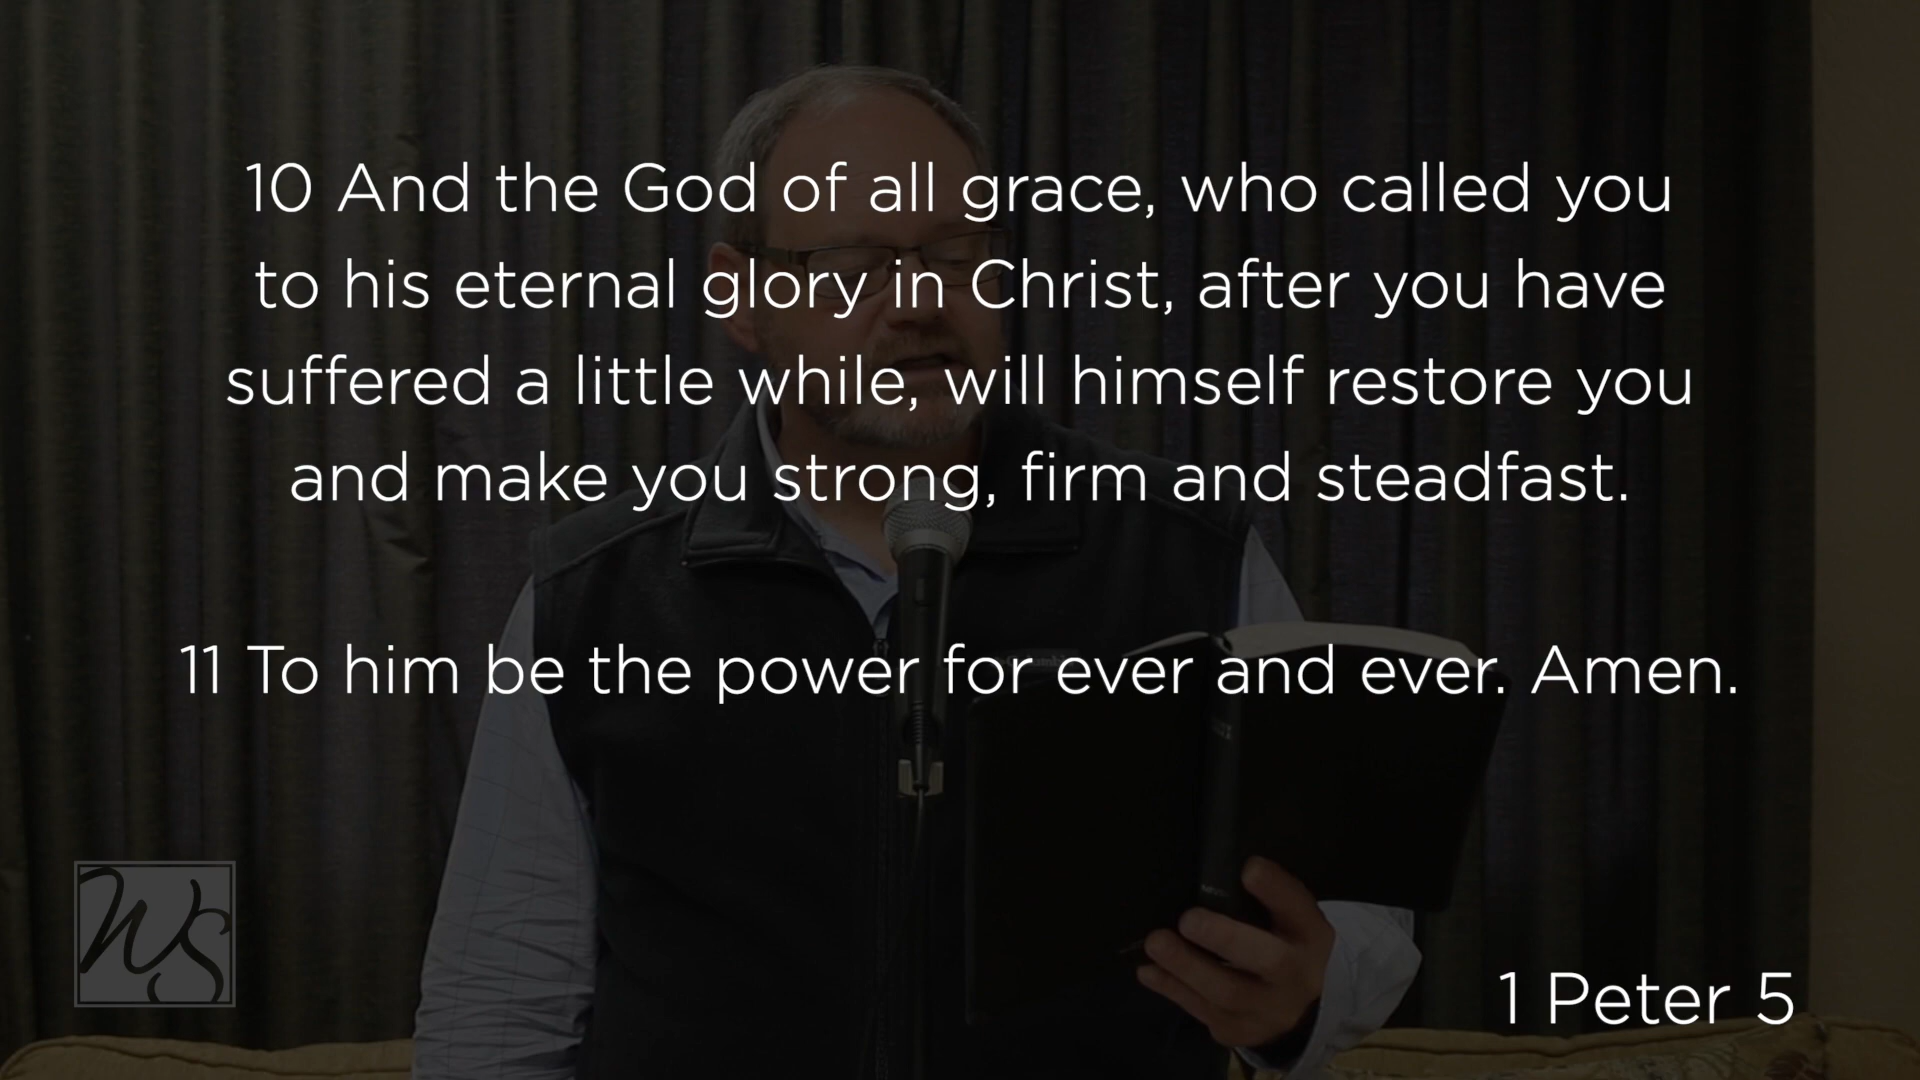 10 And the God of all grace, who called you
to his eternal glory in Christ, after you have
suffered a little while, will himself restore you
and make you strong, firm and steadfast.
11 To him be the power for ever and ever. Amen.
WS
1 Peter 5